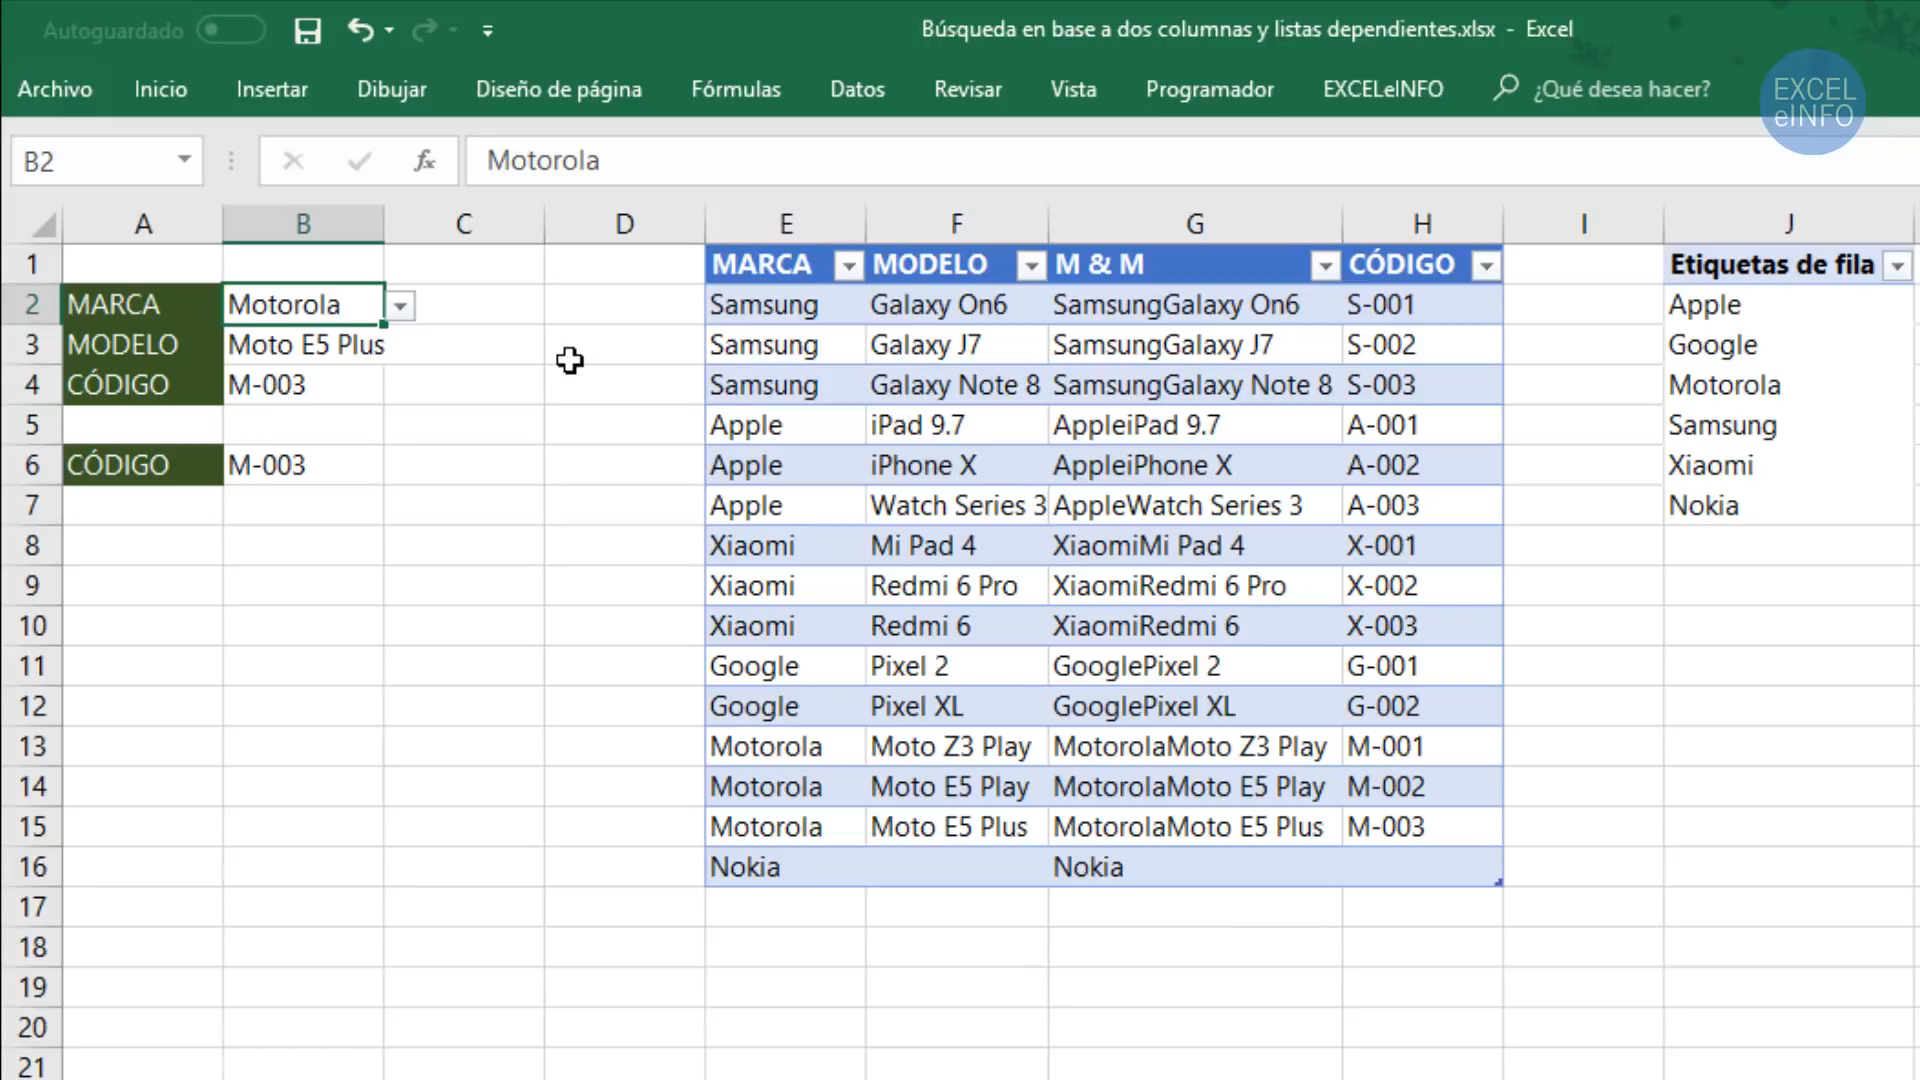 Autoguardado
Búsqueda en base a dos columnas y listas dependientes.xlsx - Excel
Archivo Inicio Insertar Dibujar Diseño de página Fórmulas Datos Revisar Vista Programador EXCELeINFO ¿Qué desea hacer?
EXCEL
eINFO
B2 fx Motorola
A B C D E F G H I J
1 MARCA MODELO M & M CÓDIGO Etiquetas de fila
2 MARCA Motorola Samsung Galaxy On6 SamsungGalaxy On6 S-001 Apple
3 MODELO Moto E5 Plus Samsung Galaxy J7 SamsungGalaxy J7 S-002 Google
4 CÓDIGO M-003 Samsung Galaxy Note 8 SamsungGalaxy Note 8 S-003 Motorola
5 Apple iPad 9.7 AppleiPad 9.7 A-001 Samsung
6 CÓDIGO M-003 Apple iPhone X AppleiPhone X A-002 Xiaomi
7 Apple Watch Series 3 AppleWatch Series 3 A-003 Nokia
8 Xiaomi Mi Pad 4 XiaomiMi Pad 4 X-001
9 Xiaomi Redmi 6 Pro XiaomiRedmi 6 Pro X-002
10 Xiaomi Redmi 6 XiaomiRedmi 6 X-003
11 Google Pixel 2 GooglePixel 2 G-001
12 Google Pixel XL GooglePixel XL G-002
13 Motorola Moto Z3 Play MotorolaMoto Z3 Play M-001
14 Motorola Moto E5 Play MotorolaMoto E5 Play M-002
15 Motorola Moto E5 Plus MotorolaMoto E5 Plus M-003
16 Nokia Nokia
17
18
19
20
21